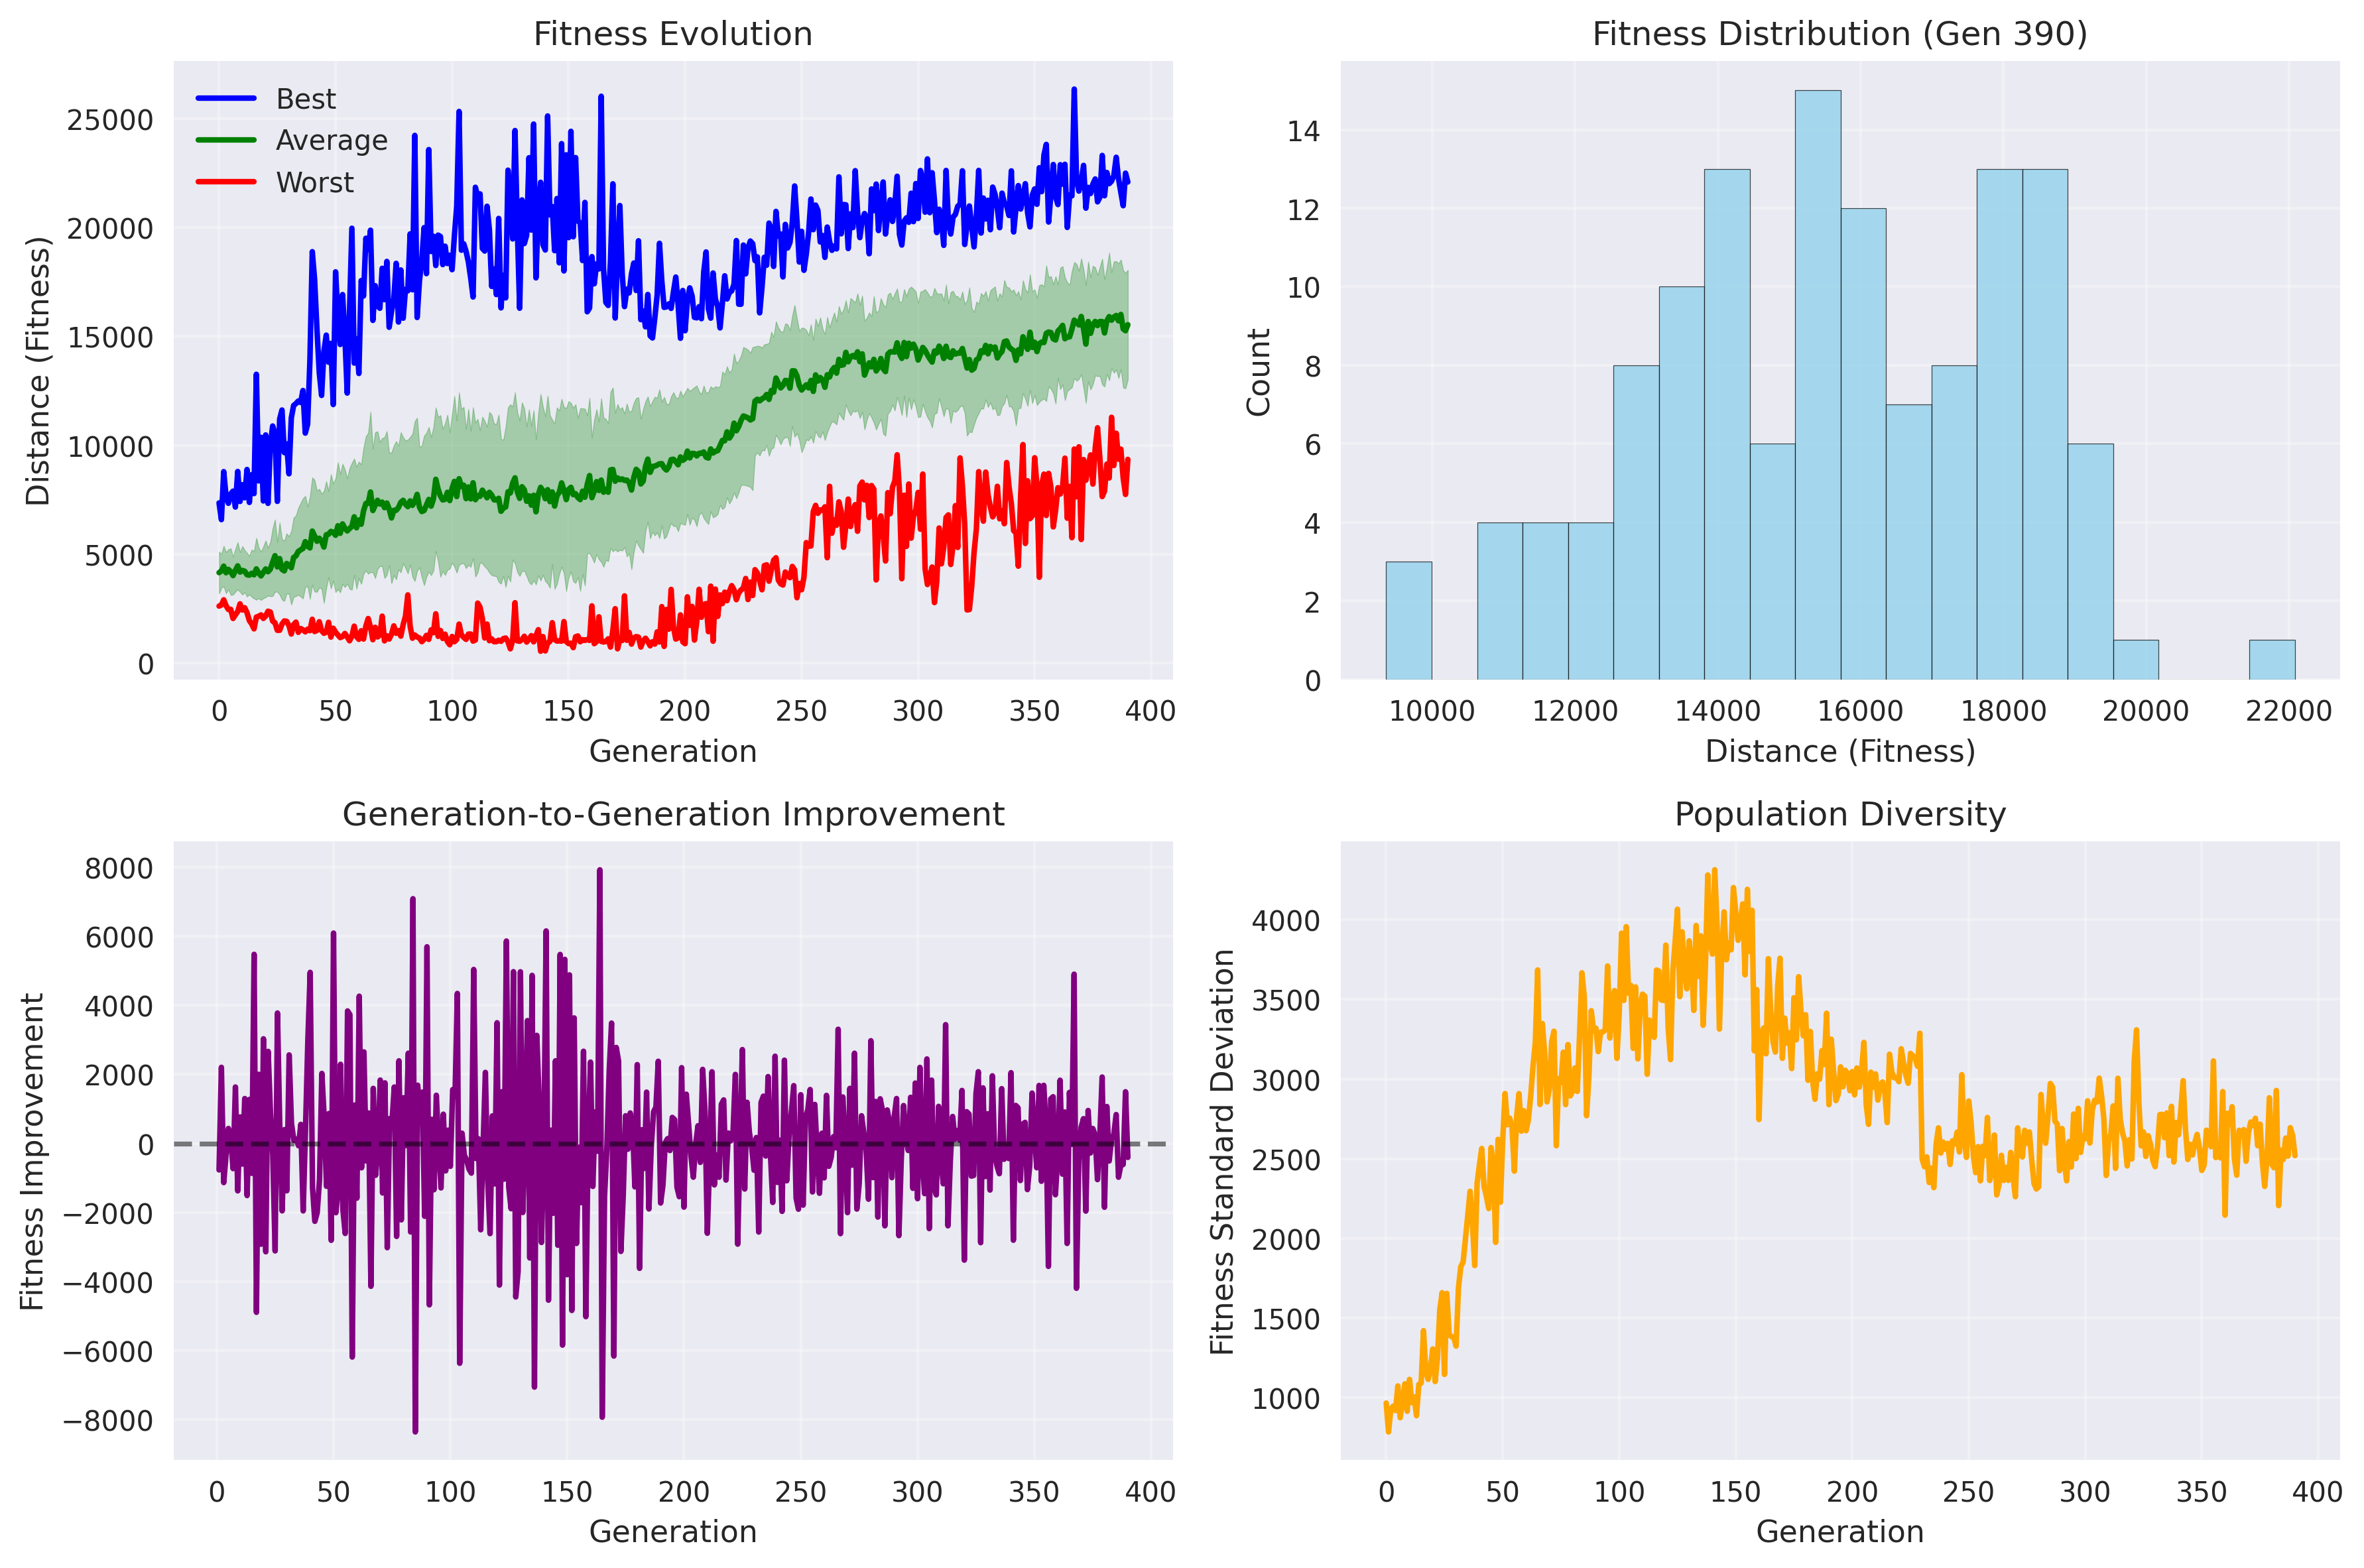 Fitness Evolution
Distance (Fitness)
25000
20000
15000
10000
5000
0
Best
Average
Worst
0 50 100 150 200 250 300 350 400
Generation
Fitness Distribution (Gen 390)
Count
14
12
10
8
6
4
2
0
10000 12000 14000 16000 18000 20000 22000
Distance (Fitness)
Generation-to-Generation Improvement
Fitness Improvement
8000
6000
4000
2000
0
−2000
−4000
−6000
−8000
0 50 100 150 200 250 300 350 400
Generation
Population Diversity
Fitness Standard Deviation
4000
3500
3000
2500
2000
1500
1000
0 50 100 150 200 250 300 350 400
Generation